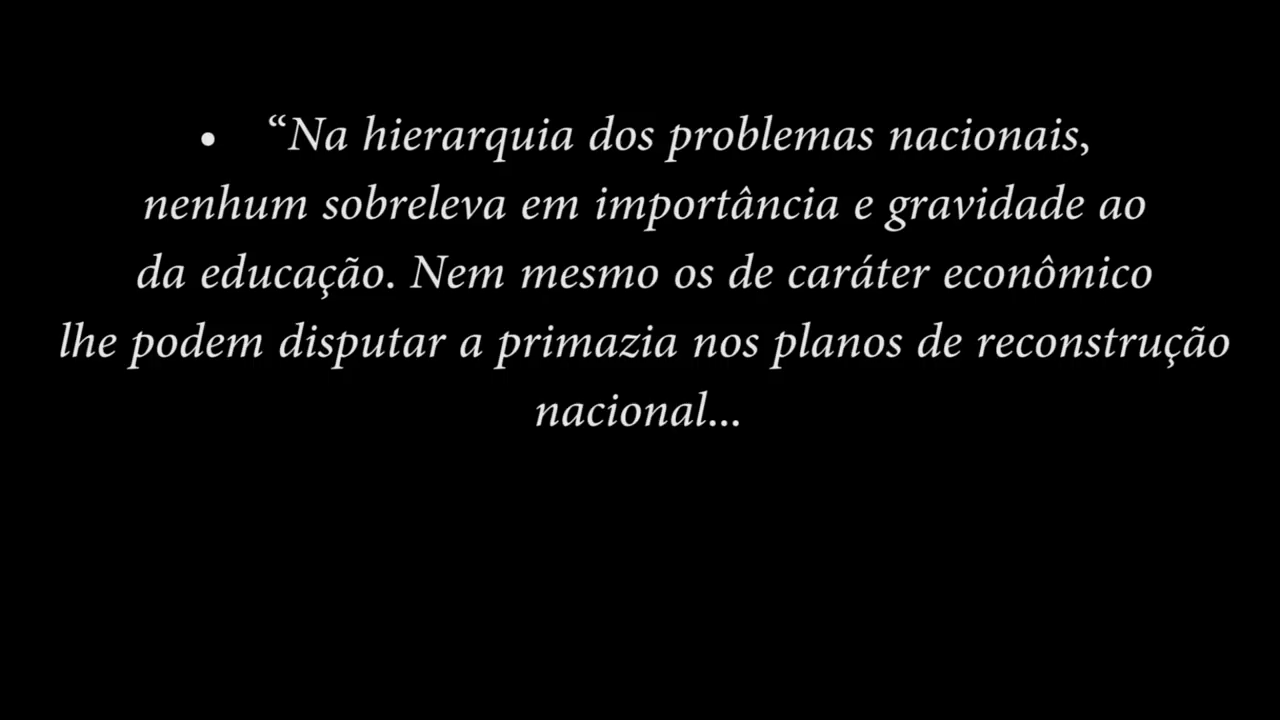 • “Na hierarquia dos problemas nacionais,
nenhum sobreleva em importância e gravidade ao
da educação. Nem mesmo os de caráter econômico
lhe podem disputar a primazia nos planos de reconstrução
nacional...